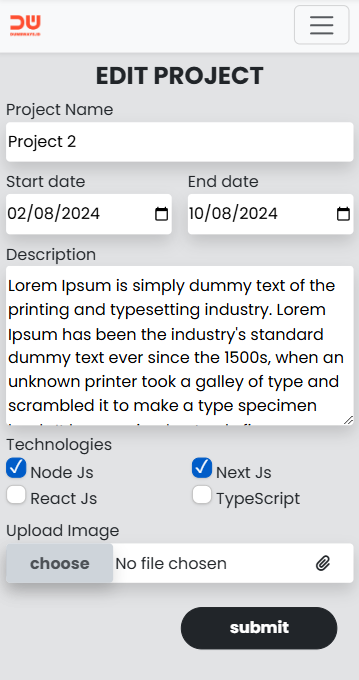 DUMBWAYS.ID
EDIT PROJECT
Project Name
Project 2
Start date
End date
02/08/2024
10/08/2024
Description
Lorem Ipsum is simply dummy text of the
printing and typesetting industry. Lorem
Ipsum has been the industry's standard
dummy text ever since the 1500s, when an
unknown printer took a galley of type and
scrambled it to make a type specimen
Technologies
Node Js
Next Js
React Js
TypeScript
Upload Image
choose No file chosen
submit